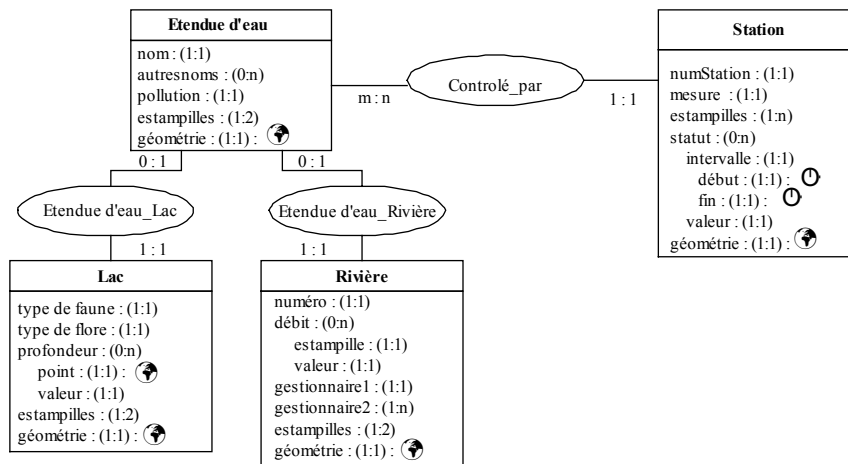 Etendue d'eau
nom : (1:1)
autresnoms : (0:n)
pollution : (1:1)
estampilles : (1:2)
géométrie : (1:1) :
m : n
Controlé_par
1 : 1
Station
numStation : (1:1)
mesure : (1:1)
estampilles : (1:n)
statut : (0:n)
intervalle : (1:1)
début : (1:1) :
fin : (1:1) :
valeur : (1:1)
géométrie : (1:1) :
0 : 1
0 : 1
Etendue d'eau_Lac
Etendue d'eau_Rivière
1 : 1
1 : 1
Lac
type de faune : (1:1)
type de flore : (1:1)
profondeur : (0:n)
point : (1:1) :
valeur : (1:1)
estampilles : (1:2)
géométrie : (1:1) :
Rivière
numéro : (1:1)
débit : (0:n)
estampille : (1:1)
valeur : (1:1)
gestionnaire1 : (1:1)
gestionnaire2 : (1:n)
estampilles : (1:2)
géométrie : (1:1) :